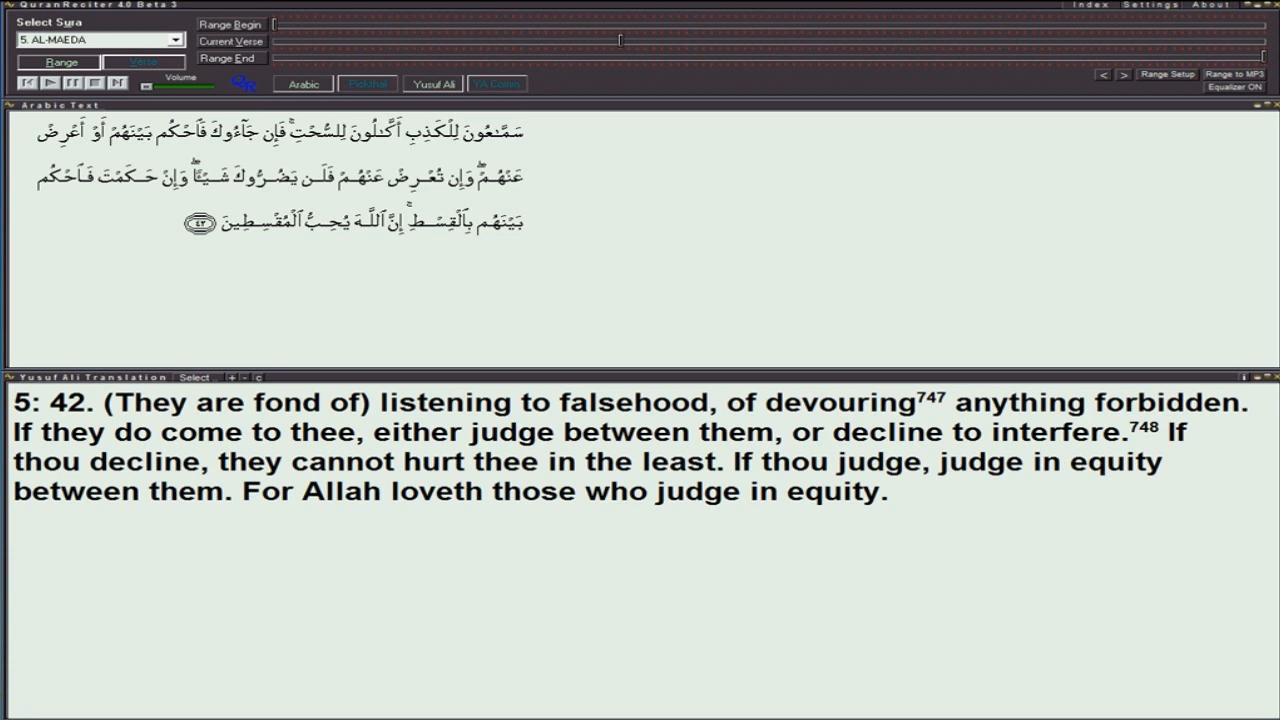 QuranReciter 4.0 Beta 3
Index Settings About
Select Sura
5. AL-MAEDA
Range Verse
Volume
QR
Range Begin
Current Verse
Range End
Arabic Pickthal Yusuf Ali YA Comm
< > Range Setup Range to MP3
Equalizer ON
Arabic Text
سَمَّـٰعُونَ لِلْكَذِبِ أَكَّـٰلُونَ لِلسُّحْتِ ۚ فَإِن جَآءُوكَ فَٱحْكُم بَيْنَهُمْ أَوْ أَعْرِضْ
عَنْهُمْ ۖ وَإِن تُعْرِضْ عَنْهُمْ فَلَن يَضُرُّوكَ شَيْـًٔا ۖ وَإِنْ حَكَمْتَ فَٱحْكُم
بَيْنَهُم بِٱلْقِسْطِ ۚ إِنَّ ٱللَّهَ يُحِبُّ ٱلْمُقْسِطِينَ ٤٢
Yusuf Ali Translation Select + - c i
5: 42. (They are fond of) listening to falsehood, of devouring747 anything forbidden.
If they do come to thee, either judge between them, or decline to interfere.748 If
thou decline, they cannot hurt thee in the least. If thou judge, judge in equity
between them. For Allah loveth those who judge in equity.